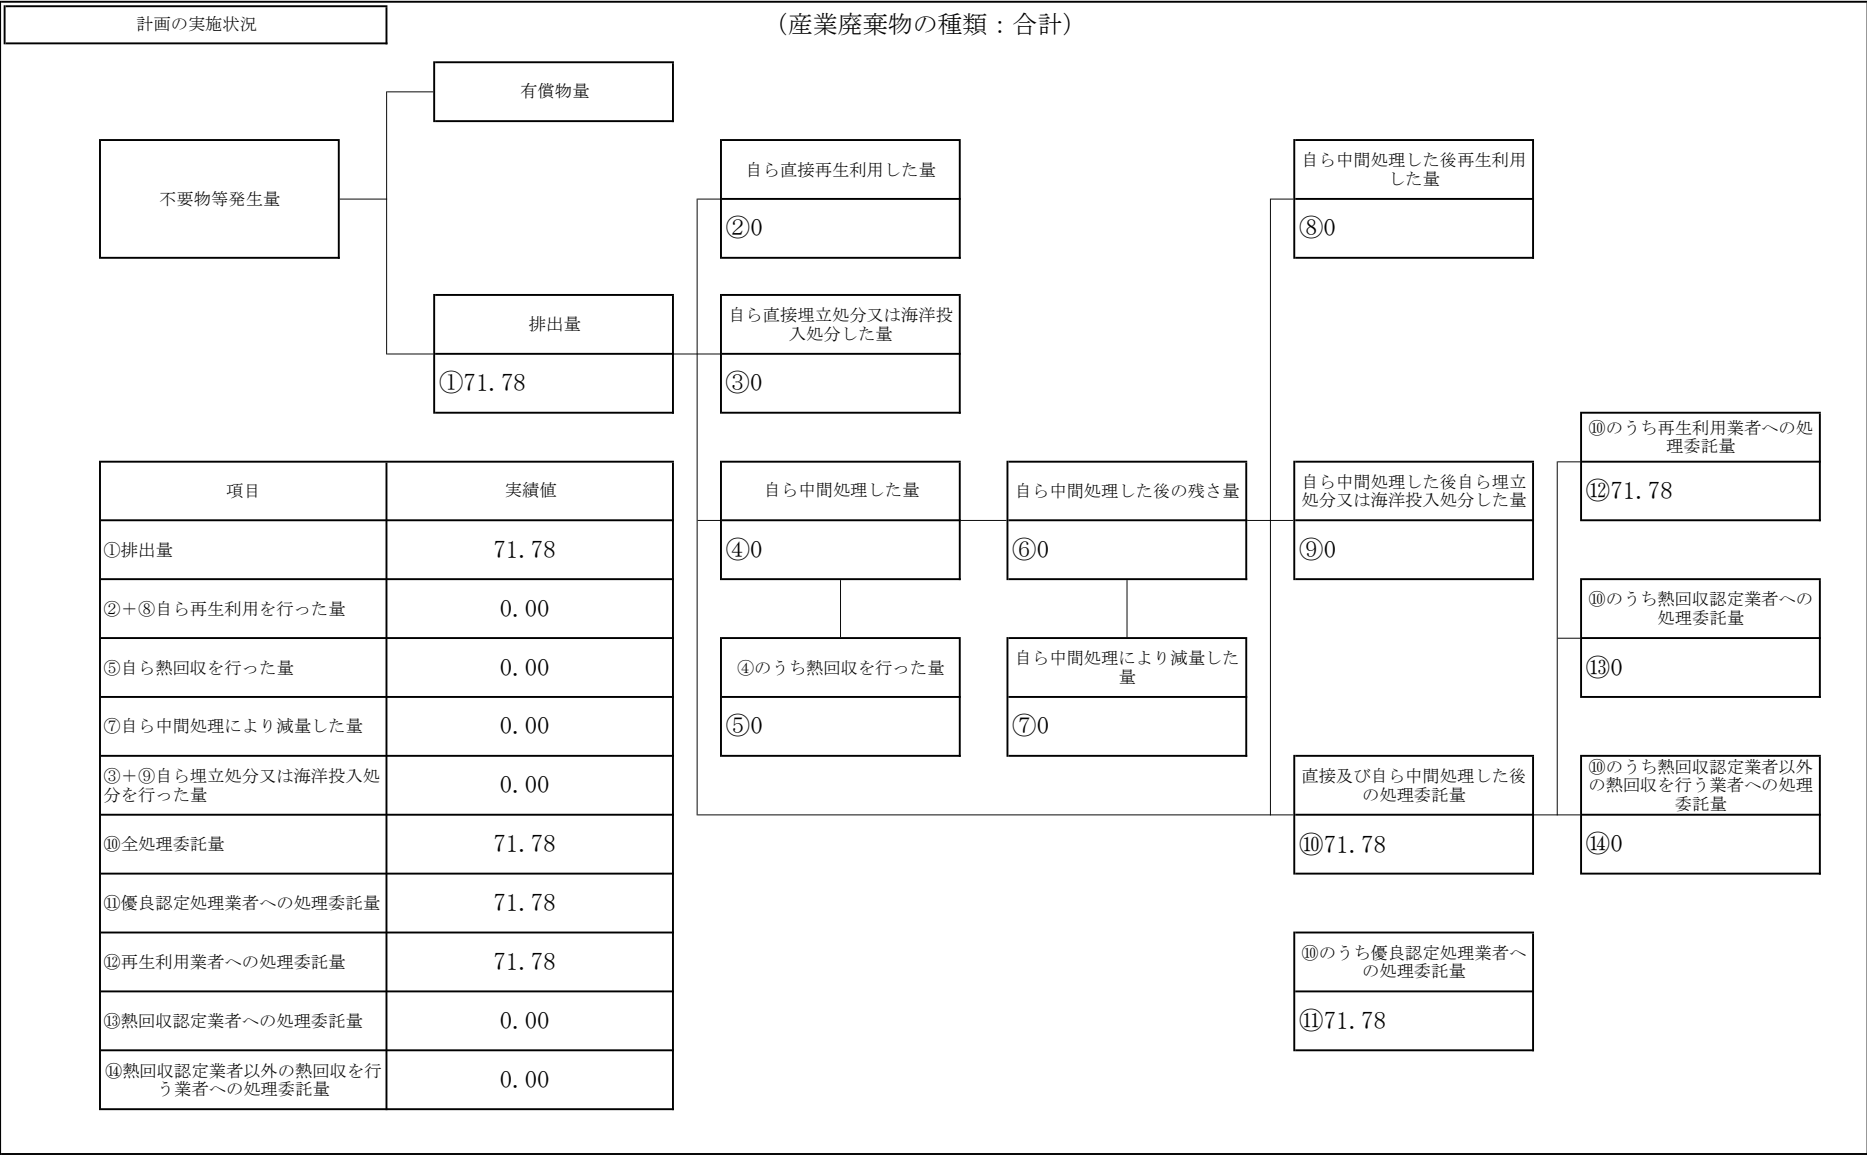 計画の実施状況
（産業廃棄物の種類：合計）
有償物量
不要物等発生量
自ら直接再生利用した量
②0
自ら中間処理した後再生利用
した量
⑧0
排出量
①71.78
自ら直接埋立処分又は海洋投
入処分した量
③0
⑩のうち再生利用業者への処
理委託量
⑫71.78
自ら中間処理した量
④0
自ら中間処理した後の残さ量
⑥0
自ら中間処理した後自ら埋立
処分又は海洋投入処分した量
⑨0
⑩のうち熱回収認定業者への
処理委託量
⑬0
④のうち熱回収を行った量
⑤0
自ら中間処理により減量した
量
⑦0
直接及び自ら中間処理した後
の処理委託量
⑩71.78
⑩のうち熱回収認定業者以外
の熱回収を行う業者への処理
委託量
⑭0
⑩のうち優良認定処理業者へ
の処理委託量
⑪71.78
項目 実績値
①排出量 71.78
②＋⑧自ら再生利用を行った量 0.00
⑤自ら熱回収を行った量 0.00
⑦自ら中間処理により減量した量 0.00
③＋⑨自ら埋立処分又は海洋投入処
分を行った量 0.00
⑩全処理委託量 71.78
⑪優良認定処理業者への処理委託量 71.78
⑫再生利用業者への処理委託量 71.78
⑬熱回収認定業者への処理委託量 0.00
⑭熱回収認定業者以外の熱回収を行
う業者への処理委託量 0.00